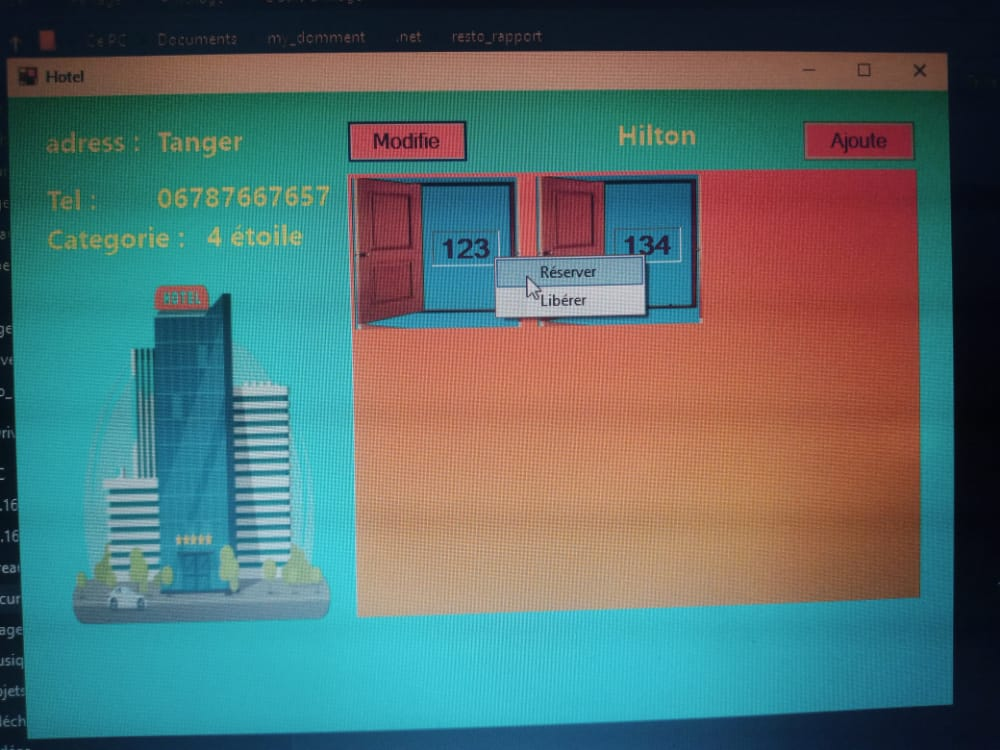 Ce PC Documents my_domment .net resto_rapport
Hotel
adress : Tanger
Modifie
Hilton
Ajoute
Tel : 06787667657
Categorie : 4 étoile
123
134
Réserver
Libérer
HOTEL